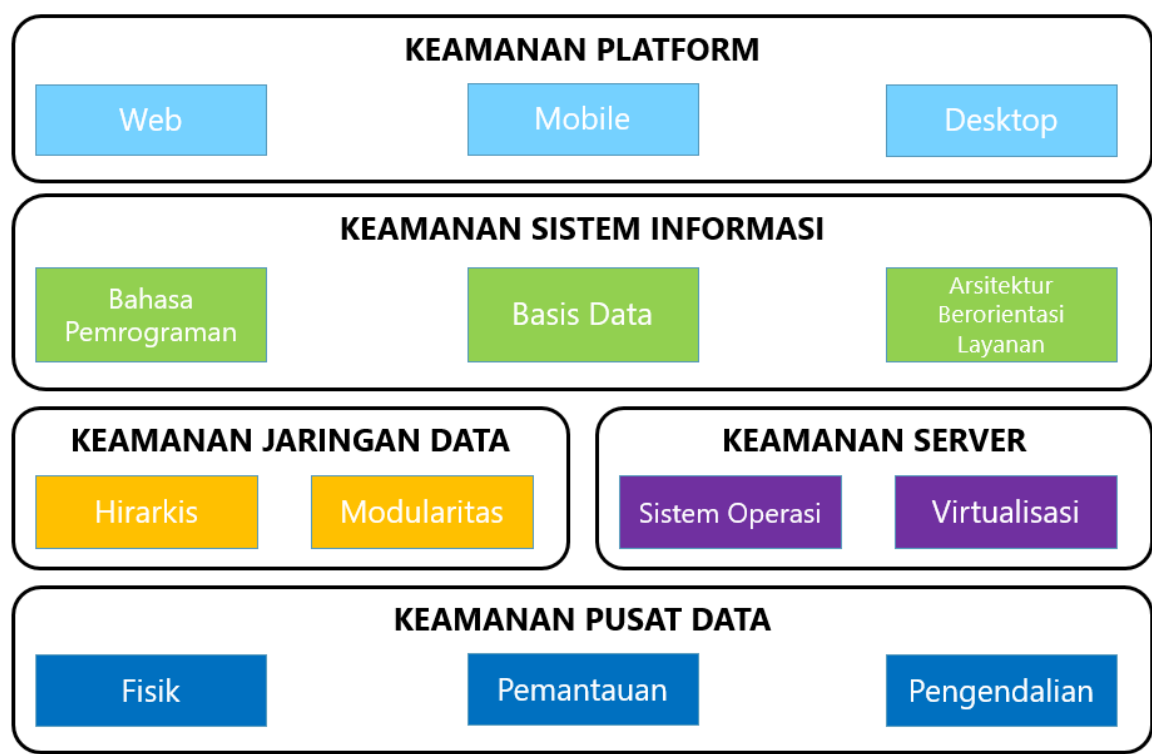 KEAMANAN PLATFORM
Web
Mobile
Desktop
KEAMANAN SISTEM INFORMASI
Bahasa
Pemrograman
Basis Data
Arsitektur
Berorientasi
Layanan
KEAMANAN JARINGAN DATA
Hirarkis
Modularitas
KEAMANAN SERVER
Sistem Operasi
Virtualisasi
KEAMANAN PUSAT DATA
Fisik
Pemantauan
Pengendalian